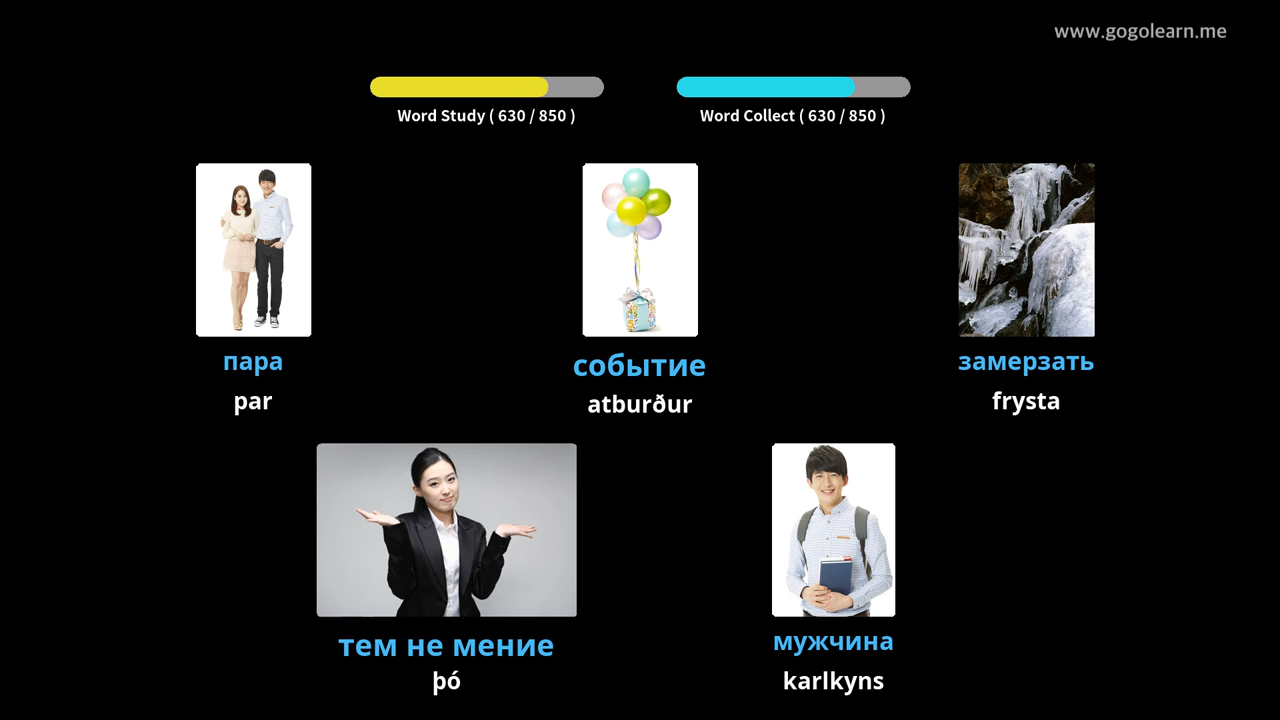 www.gogolearn.me
Word Study ( 630 / 850 )
Word Collect ( 630 / 850 )
пара
par
событие
atburður
замерзать
frysta
тем не мение
þó
мужчина
karlkyns